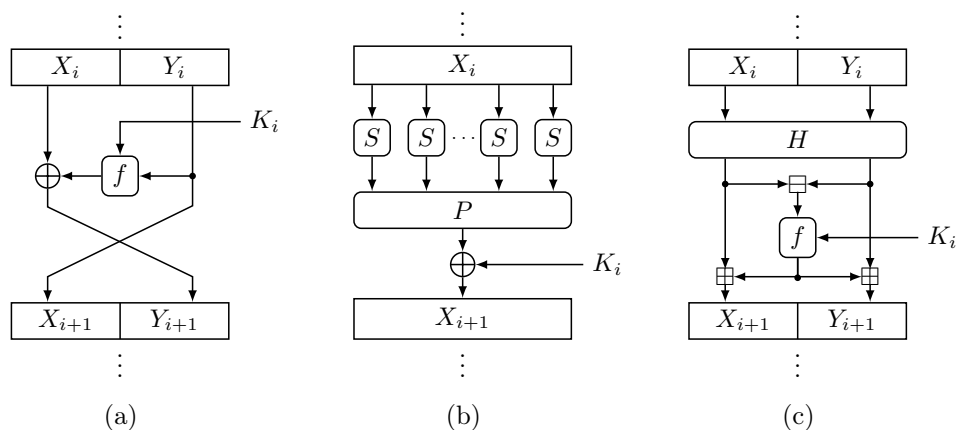 X_i Y_i
K_i
f
X_{i+1} Y_{i+1}
(a)
X_i
S S ... S S
P
K_i
X_{i+1}
(b)
X_i Y_i
H
f
K_i
X_{i+1} Y_{i+1}
(c)